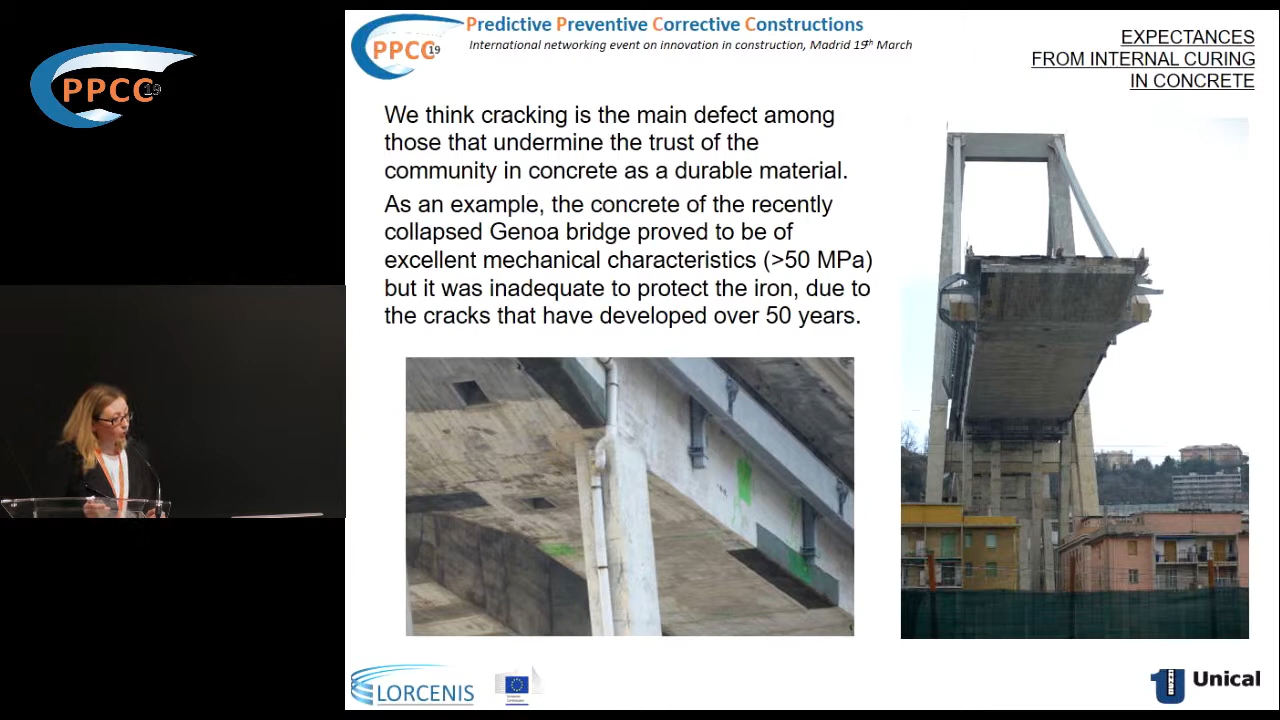 PPCC 19
PPCC 19
Predictive Preventive Corrective Constructions
International networking event on innovation in construction, Madrid 19th March
EXPECTANCES
FROM INTERNAL CURING
IN CONCRETE
We think cracking is the main defect among
those that undermine the trust of the
community in concrete as a durable material.
As an example, the concrete of the recently
collapsed Genoa bridge proved to be of
excellent mechanical characteristics (>50 MPa)
but it was inadequate to protect the iron, due to
the cracks that have developed over 50 years.
LORCENIS
Unical